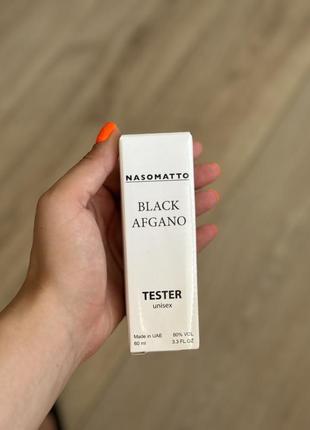 NASOMATTO
BLACK
AFGANO
TESTER
unisex
Made in UAE 80% VOL
60 ml 3.3 FL.OZ